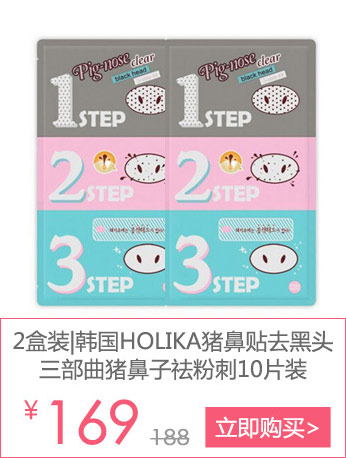 Pig-nose clear
black head
1 STEP
2 STEP
3 STEP
Pig-nose clear
black head
1 STEP
2 STEP
3 STEP
2盒装|韩国HOLIKA猪鼻贴去黑头
三部曲猪鼻子祛粉刺10片装
¥169 188 立即购买>